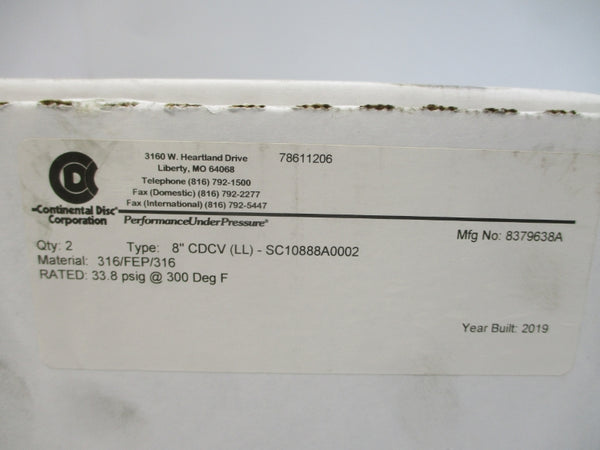 3160 W. Heartland Drive
Liberty, MO 64068
Telephone (816) 792-1500
Fax (Domestic) (816) 792-2277
Fax (International) (816) 792-5447
78611206
CDC
Continental Disc®
Corporation
PerformanceUnderPressure®
Mfg No: 8379638A
Qty: 2 Type: 8" CDCV (LL) - SC10888A0002
Material: 316/FEP/316
RATED: 33.8 psig @ 300 Deg F
Year Built: 2019